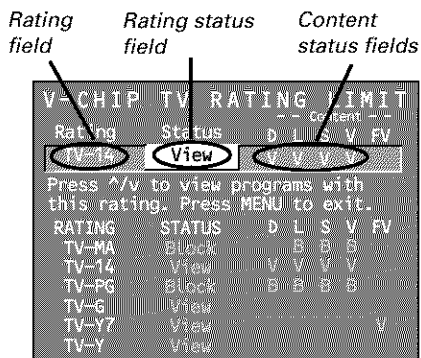 Rating field
Rating status field
Content status fields
V-CHIP TV RATING LIMIT
-- Content --
Rating Status D L S V FV
TV-14 View V V V V
Press ^/v to view programs with
this rating. Press MENU to exit.
RATING STATUS D L S V FV
TV-MA Block B B B
TV-14 View V V V V
TV-PG Block B B B B
TV-G View
TV-Y7 View V
TV-Y View